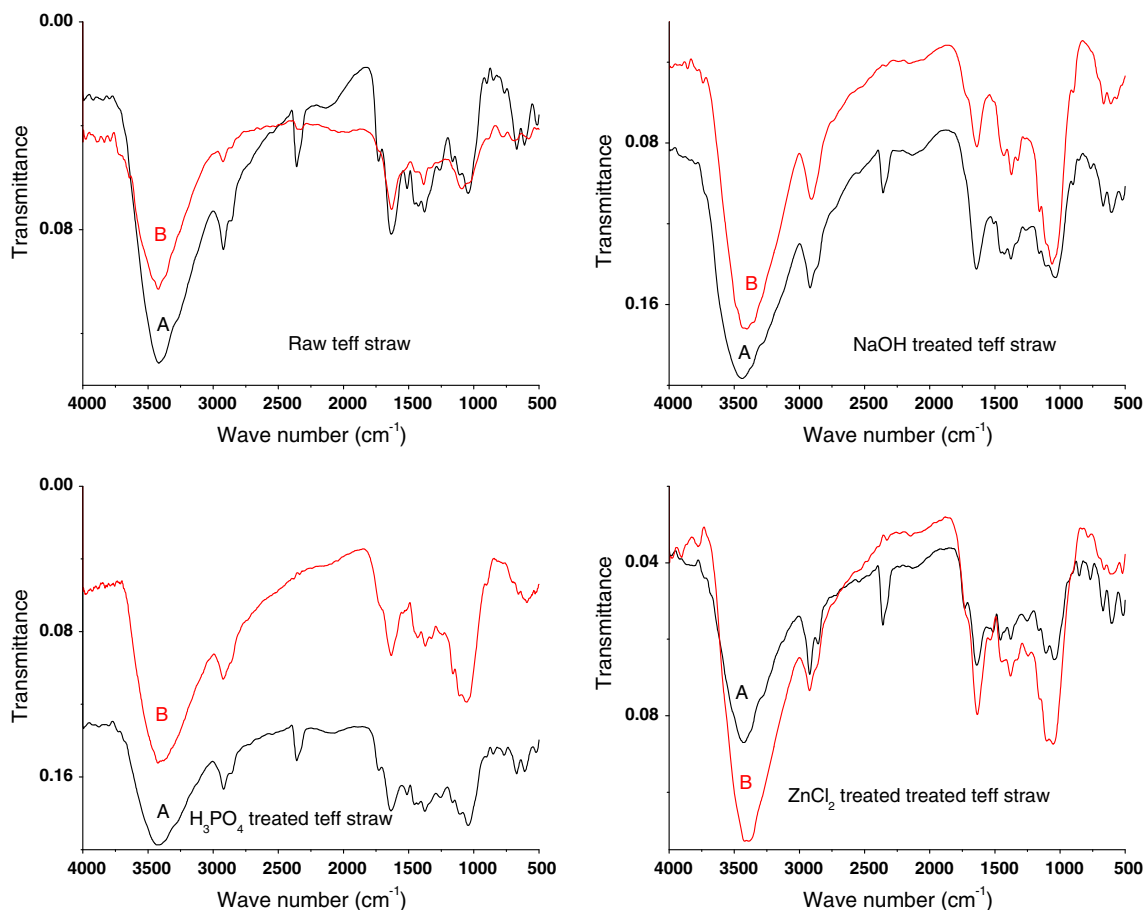 0.00
0.08
Transmittance
B
A
Raw teff straw
4000 3500 3000 2500 2000 1500 1000 500
Wave number (cm⁻¹)
0.08
0.16
Transmittance
B
A
NaOH treated teff straw
4000 3500 3000 2500 2000 1500 1000 500
Wave number (cm⁻¹)
0.00
0.08
0.16
Transmittance
B
A
H₃PO₄ treated teff straw
4000 3500 3000 2500 2000 1500 1000 500
Wave number (cm⁻¹)
0.04
0.08
Transmittance
A
B
ZnCl₂ treated treated teff straw
4000 3500 3000 2500 2000 1500 1000 500
Wave number (cm⁻¹)